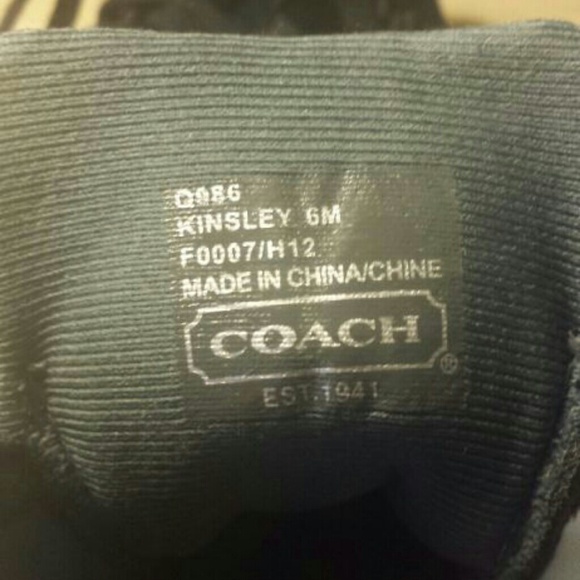 Q986
KINSLEY 6M
F0007/H12
MADE IN CHINA/CHINE
COACH®
EST. 1941